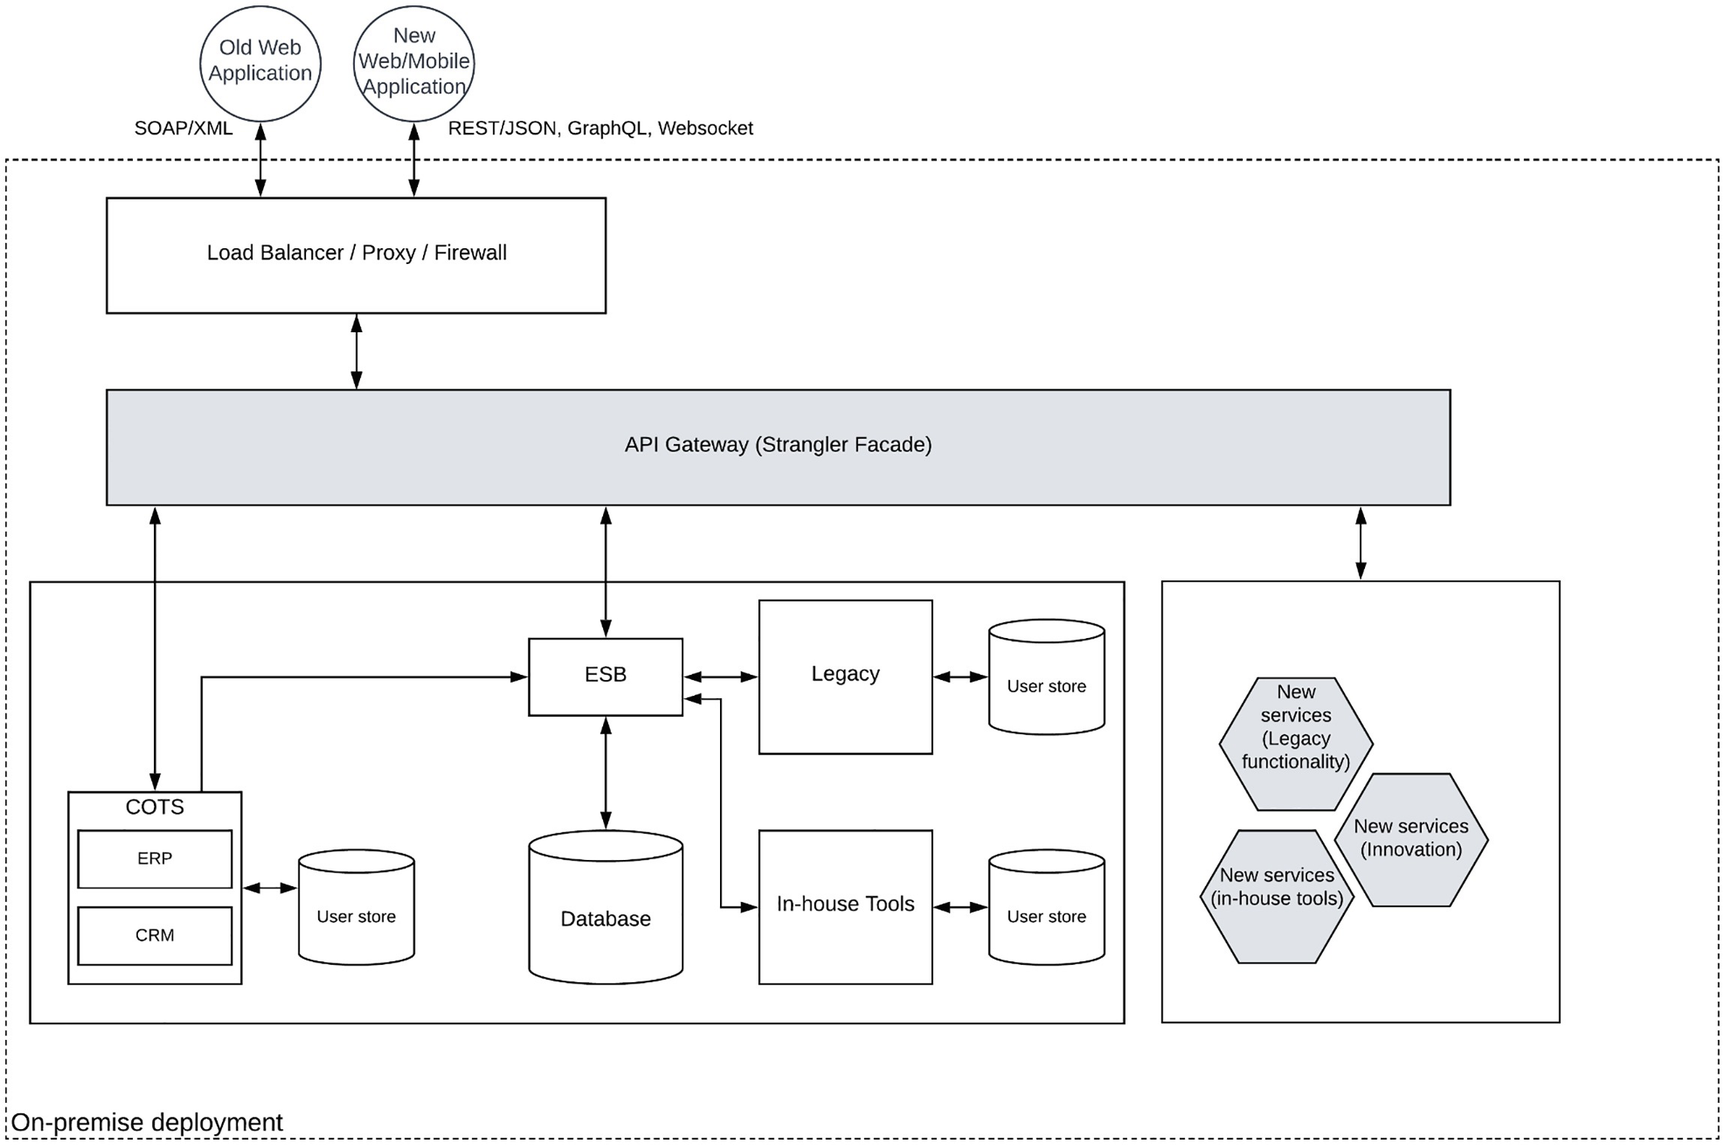 Old Web
Application
New
Web/Mobile
Application
SOAP/XML
REST/JSON, GraphQL, Websocket
Load Balancer / Proxy / Firewall
API Gateway (Strangler Facade)
ESB
Legacy
User store
COTS
ERP
CRM
User store
Database
In-house Tools
User store
New
services
(Legacy
functionality)
New services
(Innovation)
New services
(in-house tools)
On-premise deployment